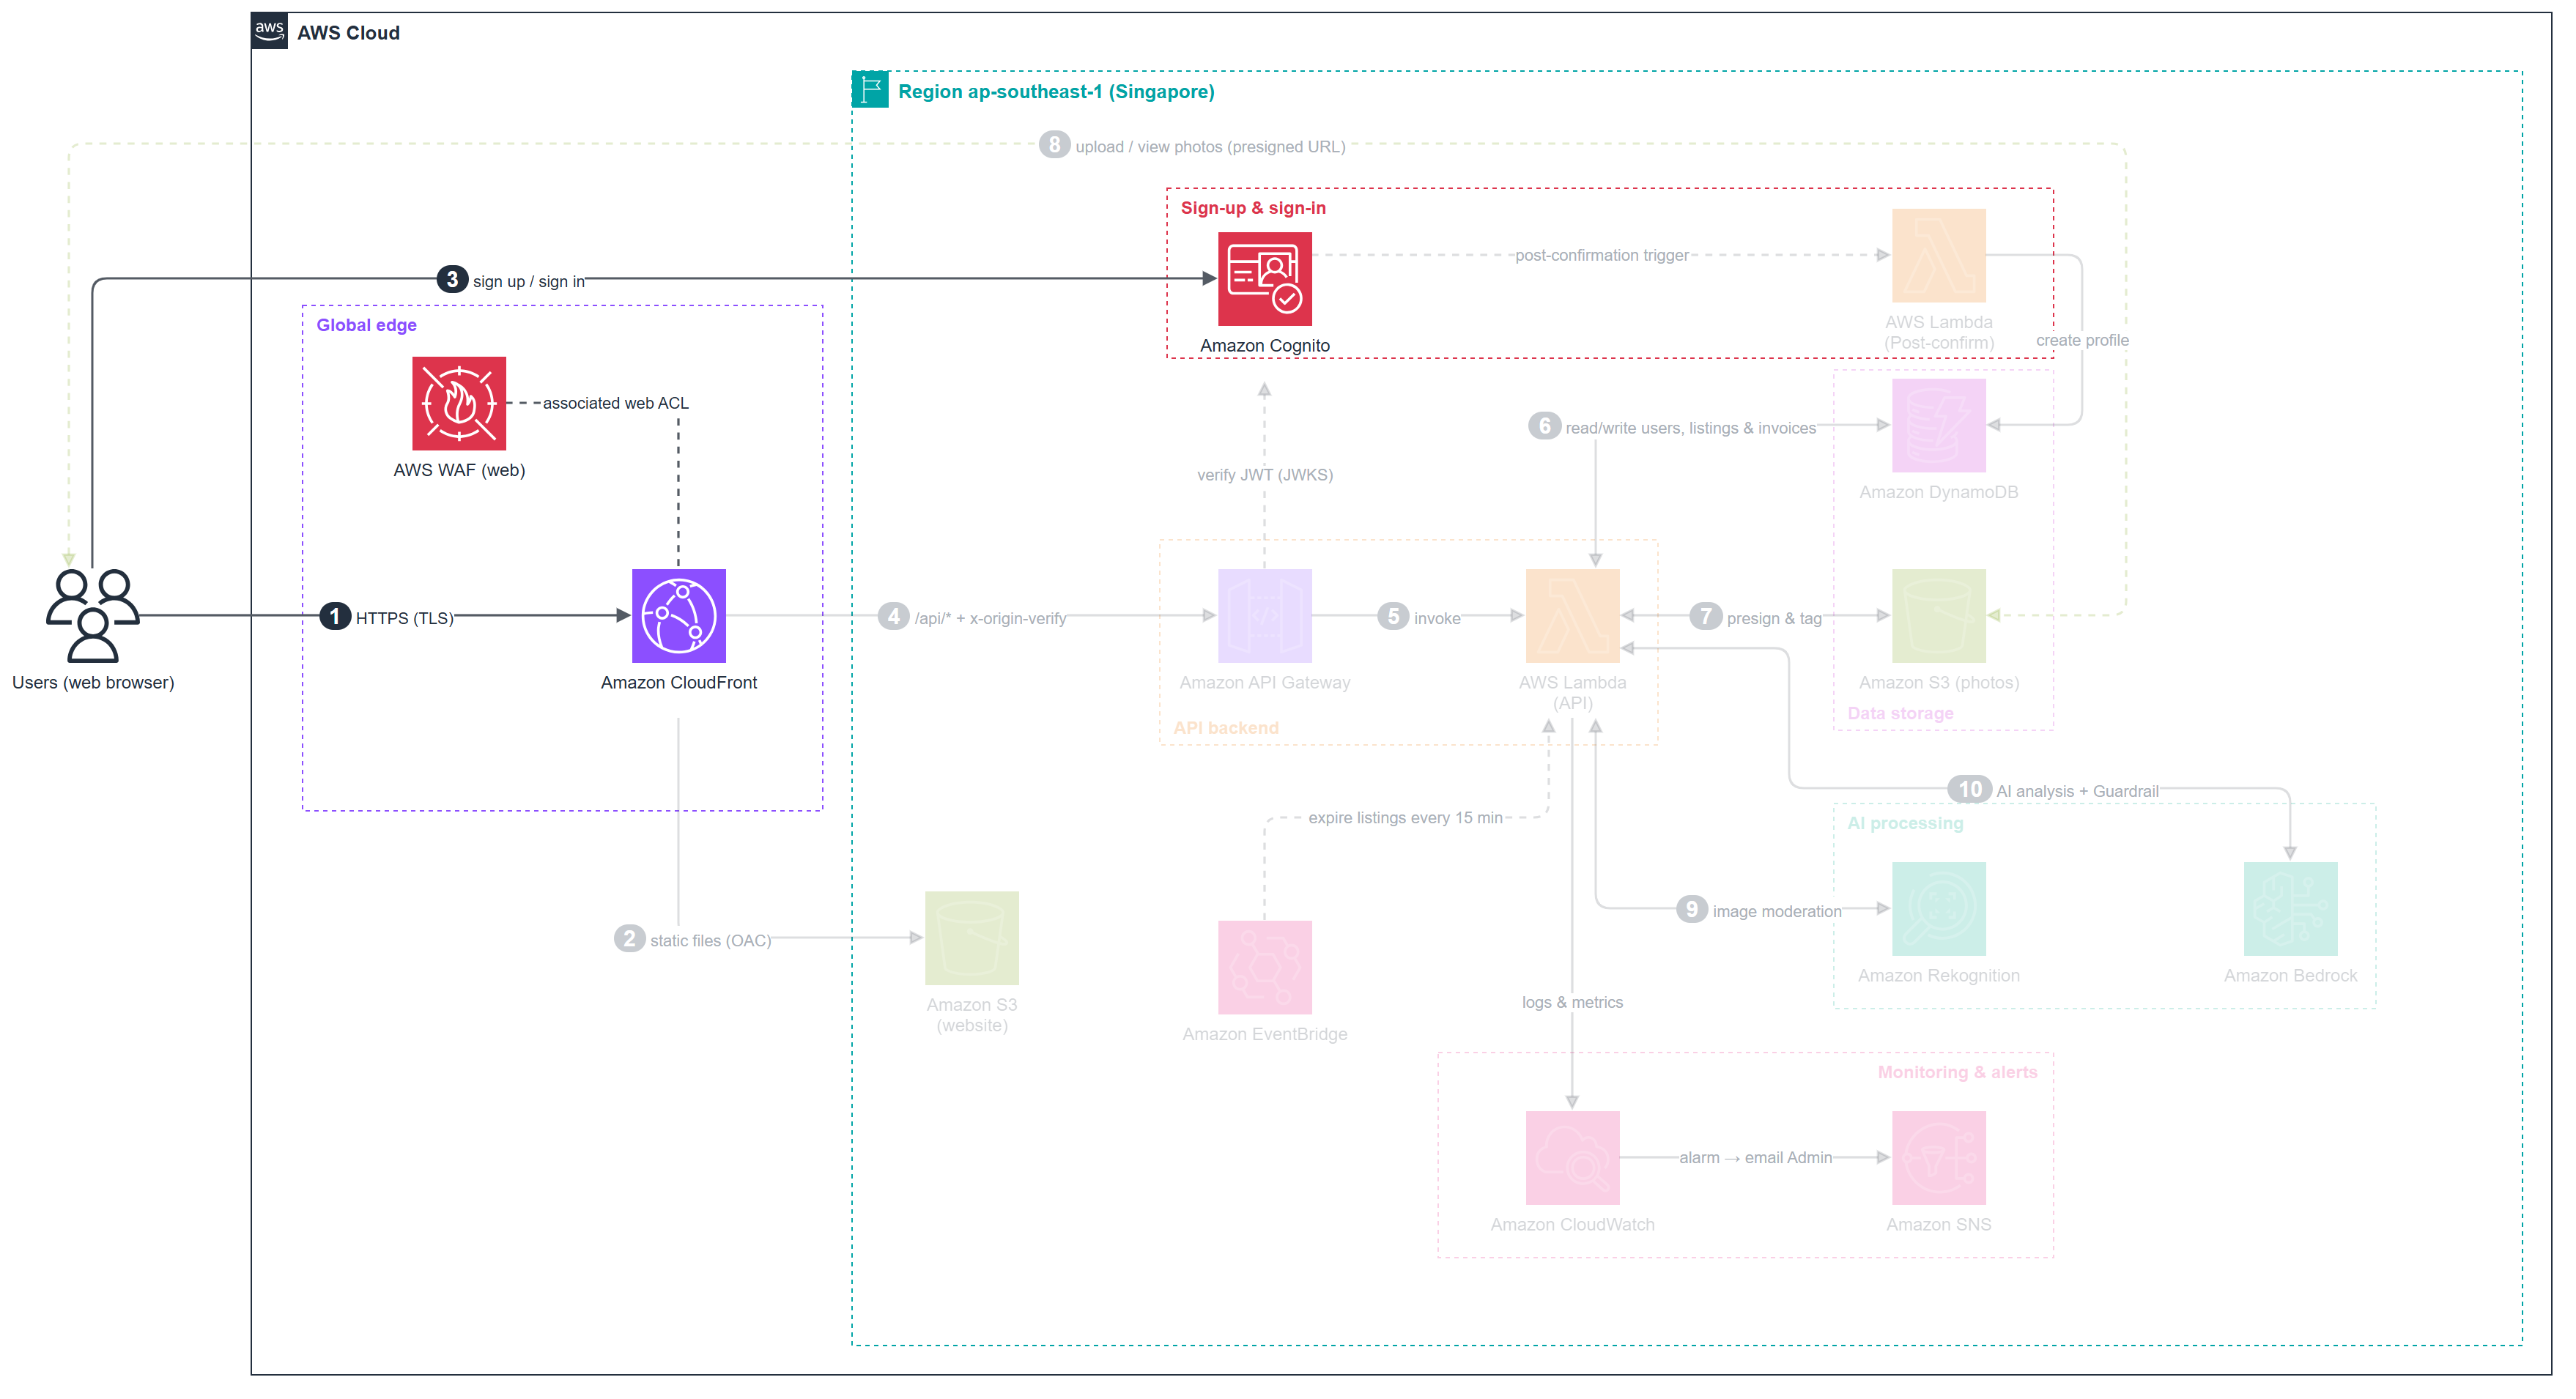 aws
AWS Cloud
Region ap-southeast-1 (Singapore)
8 upload / view photos (presigned URL)
Sign-up & sign-in
post-confirmation trigger
3 sign up / sign in
Global edge
AWS Lambda
(Post-confirm)
create profile
Amazon Cognito
associated web ACL
6 read/write users, listings & invoices
AWS WAF (web)
verify JWT (JWKS)
Amazon DynamoDB
1 HTTPS (TLS)
4 /api/* + x-origin-verify
5 invoke
7 presign & tag
Users (web browser)
Amazon CloudFront
Amazon API Gateway
AWS Lambda
(API)
Amazon S3 (photos)
Data storage
API backend
10 AI analysis + Guardrail
expire listings every 15 min
AI processing
9 image moderation
2 static files (OAC)
Amazon Rekognition
Amazon Bedrock
logs & metrics
Amazon S3
(website)
Amazon EventBridge
Monitoring & alerts
alarm → email Admin
Amazon CloudWatch
Amazon SNS